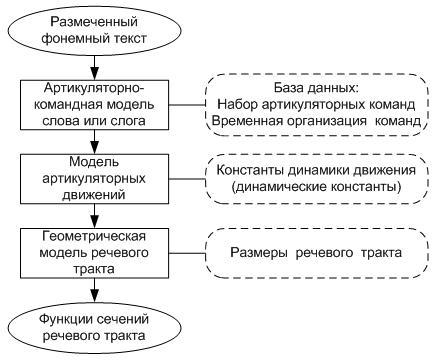 Размеченный
фонемный текст
Артикуляторно-
командная модель
слова или слога
База данных:
Набор артикуляторных команд
Временная организация команд
Модель
артикуляторных
движений
Константы динамики движения
(динамические константы)
Геометрическая
модель речевого
тракта
Размеры речевого тракта
Функции сечений
речевого тракта